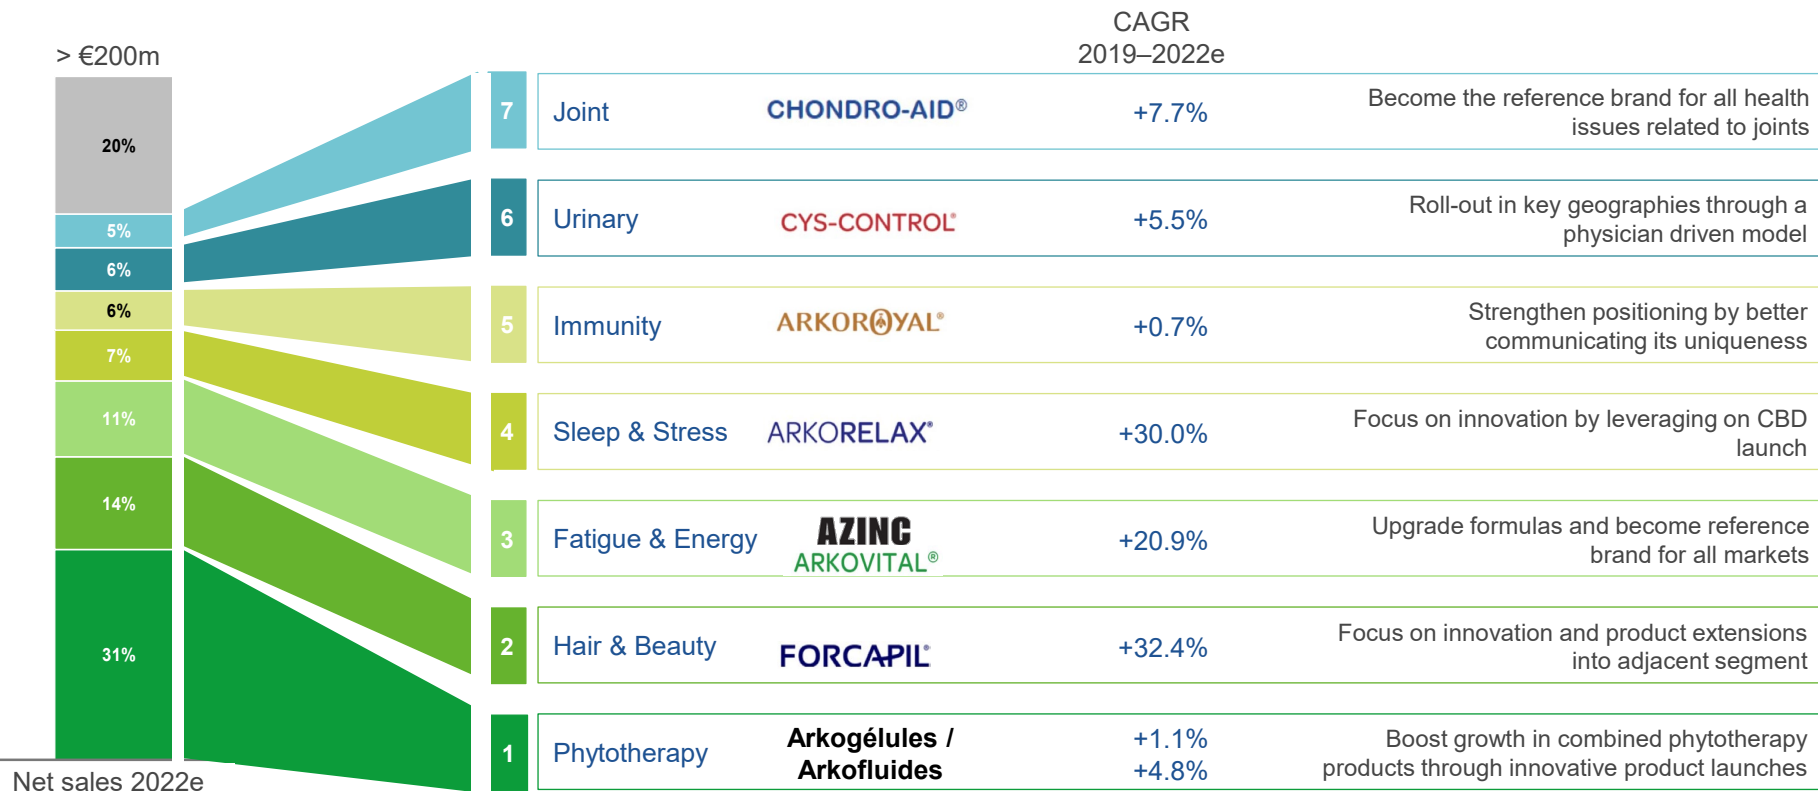 CAGR
2019–2022e
> €200m
20%
5%
6%
6%
7%
11%
14%
31%
Net sales 2022e
7
Joint
CHONDRO-AID®
+7.7%
Become the reference brand for all health
issues related to joints
6
Urinary
CYS-CONTROL®
+5.5%
Roll-out in key geographies through a
physician driven model
5
Immunity
ARKOROYAL®
+0.7%
Strengthen positioning by better
communicating its uniqueness
4
Sleep & Stress
ARKORELAX®
+30.0%
Focus on innovation by leveraging on CBD
launch
3
Fatigue & Energy
AZINC
ARKOVITAL®
+20.9%
Upgrade formulas and become reference
brand for all markets
2
Hair & Beauty
FORCAPIL®
+32.4%
Focus on innovation and product extensions
into adjacent segment
1
Phytotherapy
Arkogélules /
Arkofluides
+1.1%
+4.8%
Boost growth in combined phytotherapy
products through innovative product launches